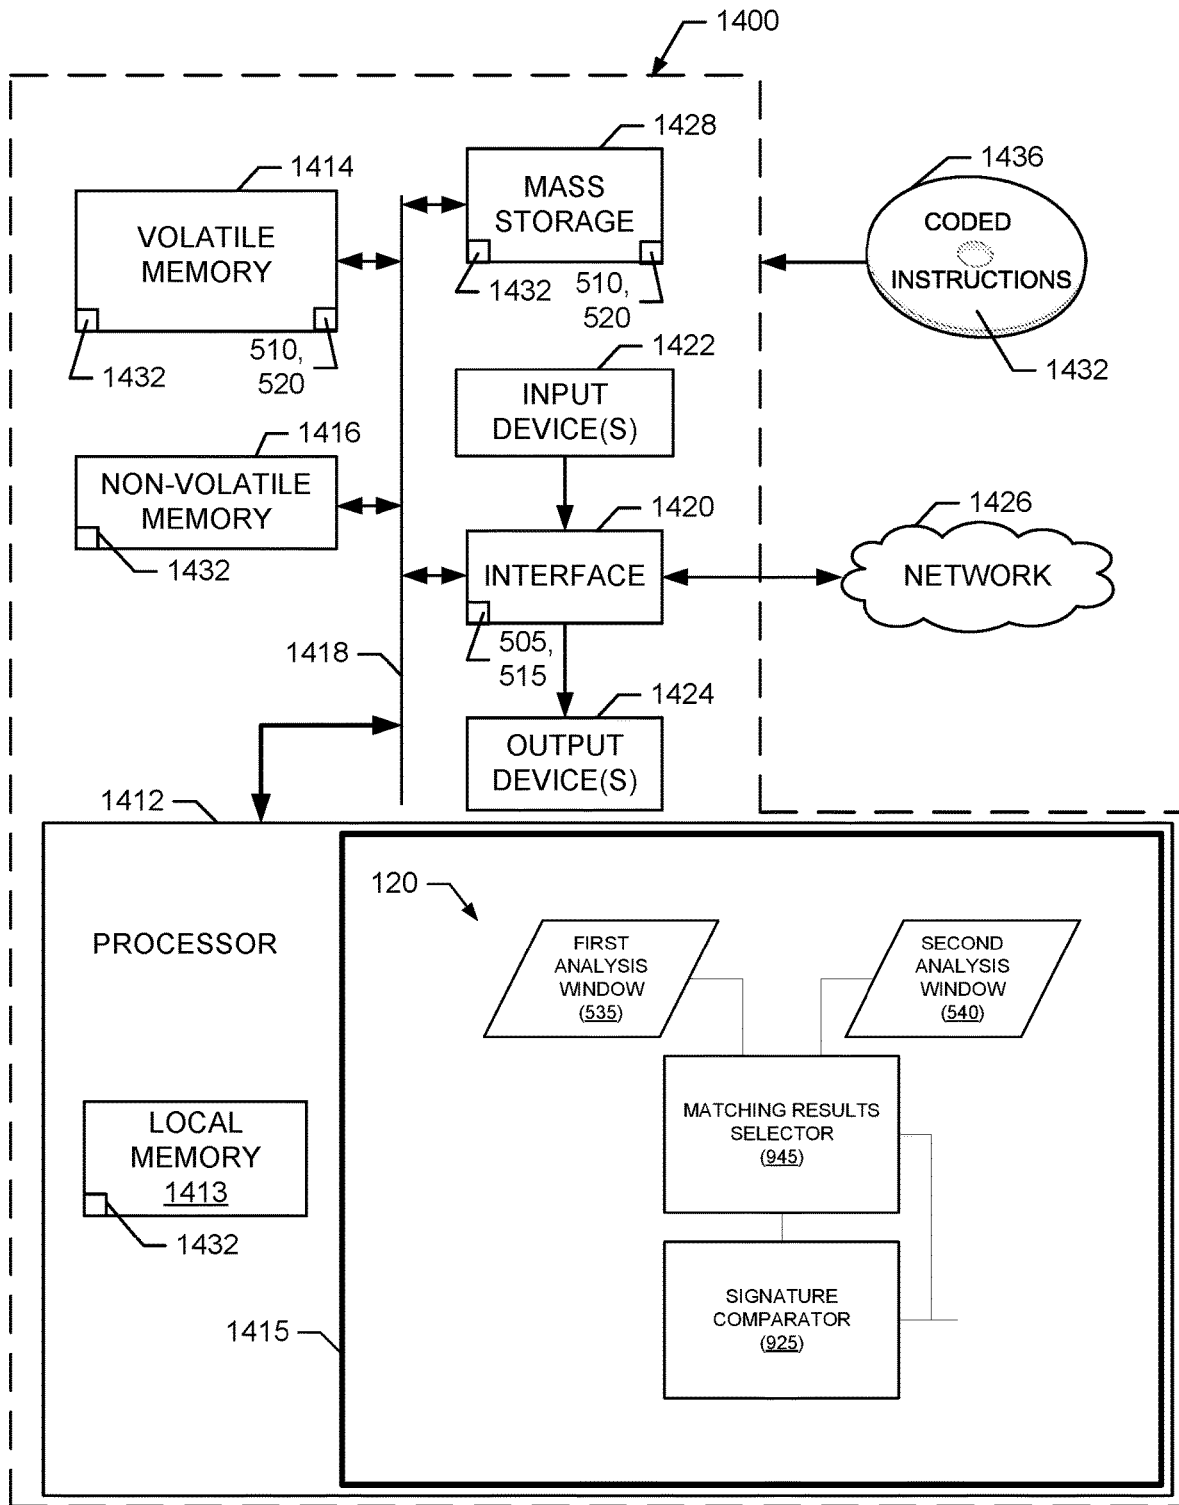 1400
1428
MASS
STORAGE
1432
510,
520
1414
VOLATILE
MEMORY
1432
510,
520
1436
CODED
INSTRUCTIONS
1432
1422
INPUT
DEVICE(S)
1416
NON-VOLATILE
MEMORY
1432
1420
INTERFACE
505,
515
1426
NETWORK
1418
1424
OUTPUT
DEVICE(S)
1412
PROCESSOR
120
FIRST
ANALYSIS
WINDOW
(535)
SECOND
ANALYSIS
WINDOW
(540)
MATCHING RESULTS
SELECTOR
(945)
LOCAL
MEMORY
1413
1432
SIGNATURE
COMPARATOR
(925)
1415